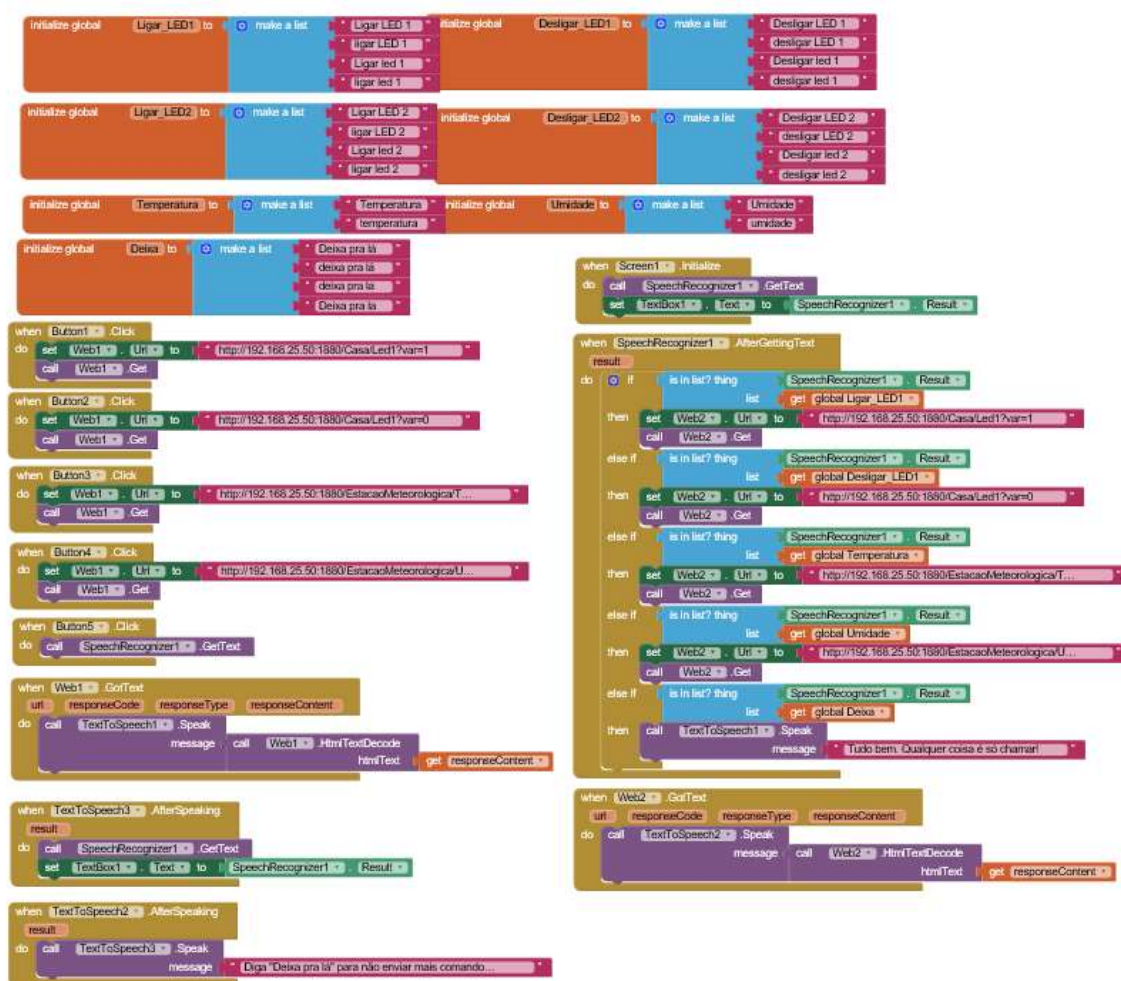 initialize global Ligar_LED1 to make a list " Ligar LED 1 "
" ligar LED 1 "
" Ligar led 1 "
" ligar led 1 "
initialize global Desligar_LED1 to make a list " Desligar LED 1 "
" desligar LED 1 "
" Desligar led 1 "
" desligar led 1 "
initialize global Ligar_LED2 to make a list " Ligar LED 2 "
" ligar LED 2 "
" Ligar led 2 "
" ligar led 2 "
initialize global Desligar_LED2 to make a list " Desligar LED 2 "
" desligar LED 2 "
" Desligar led 2 "
" desligar led 2 "
initialize global Temperatura to make a list " Temperatura "
" temperatura "
initialize global Umidade to make a list " Umidade "
" umidade "
initialize global Deixa to make a list " Deixa pra lá "
" deixa pra lá "
" deixa pra la "
" Deixa pra la "
when Button1 .Click
do set Web1 . Url to " http://192.168.25.50:1880/Casa/Led1?var=1 "
call Web1 .Get
when Button2 .Click
do set Web1 . Url to " http://192.168.25.50:1880/Casa/Led1?var=0 "
call Web1 .Get
when Button3 .Click
do set Web1 . Url to " http://192.168.25.50:1880/EstacaoMeteorologica/T... "
call Web1 .Get
when Button4 .Click
do set Web1 . Url to " http://192.168.25.50:1880/EstacaoMeteorologica/U... "
call Web1 .Get
when Button5 .Click
do call SpeechRecognizer1 .GetText
when Web1 .GotText
url responseCode responseType responseContent
do call TextToSpeech1 .Speak
message call Web1 .HtmlTextDecode
htmlText get responseContent
when TextToSpeech3 .AfterSpeaking
result
do call SpeechRecognizer1 .GetText
set TextBox1 . Text to SpeechRecognizer1 . Result
when TextToSpeech2 .AfterSpeaking
result
do call TextToSpeech3 .Speak
message " Diga "Deixa pra lá" para não enviar mais comando... "
when Screen1 .Initialize
do call SpeechRecognizer1 .GetText
set TextBox1 . Text to SpeechRecognizer1 . Result
when SpeechRecognizer1 .AfterGettingText
result
do if is in list? thing SpeechRecognizer1 . Result
list get global Ligar_LED1
then set Web2 . Url to " http://192.168.25.50:1880/Casa/Led1?var=1 "
call Web2 .Get
else if is in list? thing SpeechRecognizer1 . Result
list get global Desligar_LED1
then set Web2 . Url to " http://192.168.25.50:1880/Casa/Led1?var=0 "
call Web2 .Get
else if is in list? thing SpeechRecognizer1 . Result
list get global Temperatura
then set Web2 . Url to " http://192.168.25.50:1880/EstacaoMeteorologica/T... "
call Web2 .Get
else if is in list? thing SpeechRecognizer1 . Result
list get global Umidade
then set Web2 . Url to " http://192.168.25.50:1880/EstacaoMeteorologica/U... "
call Web2 .Get
else if is in list? thing SpeechRecognizer1 . Result
list get global Deixa
then call TextToSpeech1 .Speak
message " Tudo bem. Qualquer coisa é só chamar! "
when Web2 .GotText
url responseCode responseType responseContent
do call TextToSpeech2 .Speak
message call Web2 .HtmlTextDecode
htmlText get responseContent